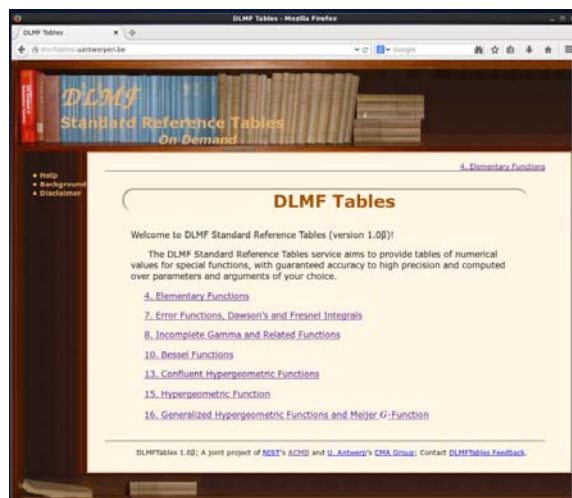 DLMF Tables - Mozilla Firefox
DLMF Tables
dlmftables.uantwerpen.be
Google
DLMF
Standard Reference Tables
On Demand
Help
Background
Disclaimer
4. Elementary Functions
DLMF Tables
Welcome to DLMF Standard Reference Tables (version 1.0β)!
The DLMF Standard Reference Tables service aims to provide tables of numerical
values for special functions, with guaranteed accuracy to high precision and computed
over parameters and arguments of your choice.
4. Elementary Functions
7. Error Functions, Dawson's and Fresnel Integrals
8. Incomplete Gamma and Related Functions
10. Bessel Functions
13. Confluent Hypergeometric Functions
15. Hypergeometric Function
16. Generalized Hypergeometric Functions and Meijer G-Function
DLMFTables 1.0β; A joint project of NIST's ACMD and U. Antwerp's CMA Group; Contact DLMFTables Feedback.